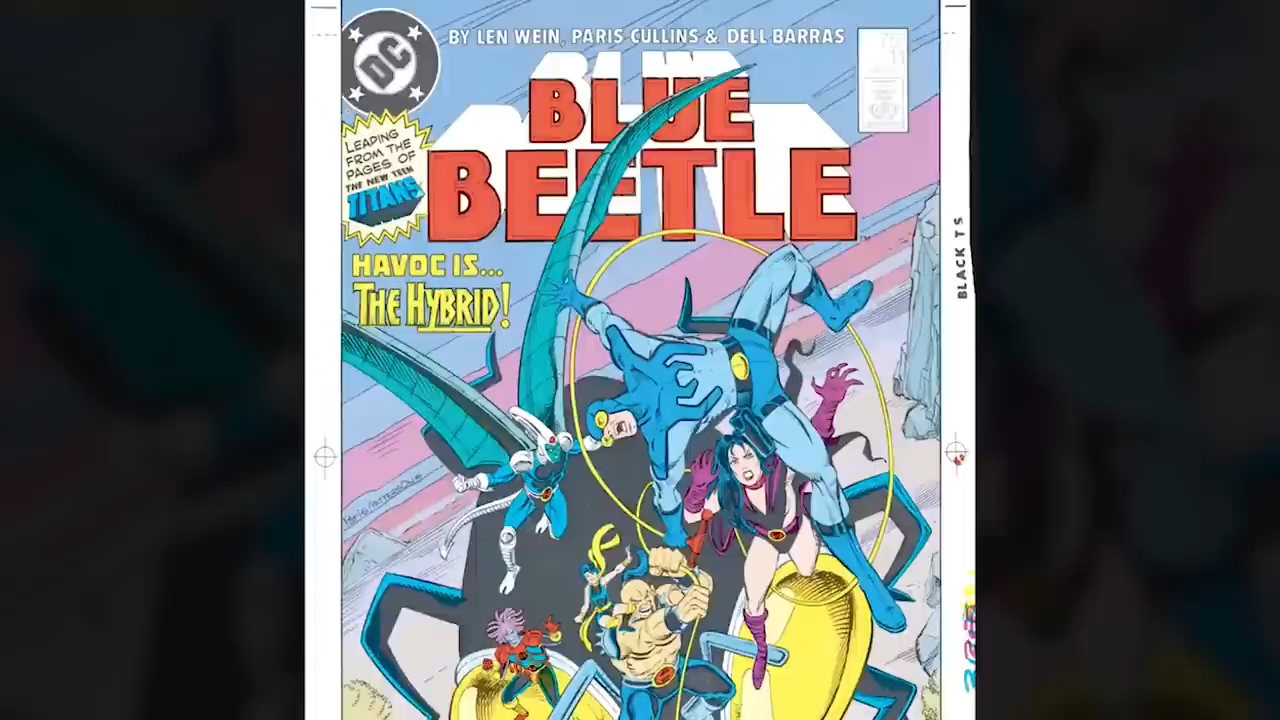 DC
BY LEN WEIN, PARIS CULLINS & DELL BARRAS
BLUE
BEETLE
LEAPING
FROM THE
PAGES OF
THE NEW TEEN
TITANS
HAVOC IS...
THE HYBRID!
BLACK T S